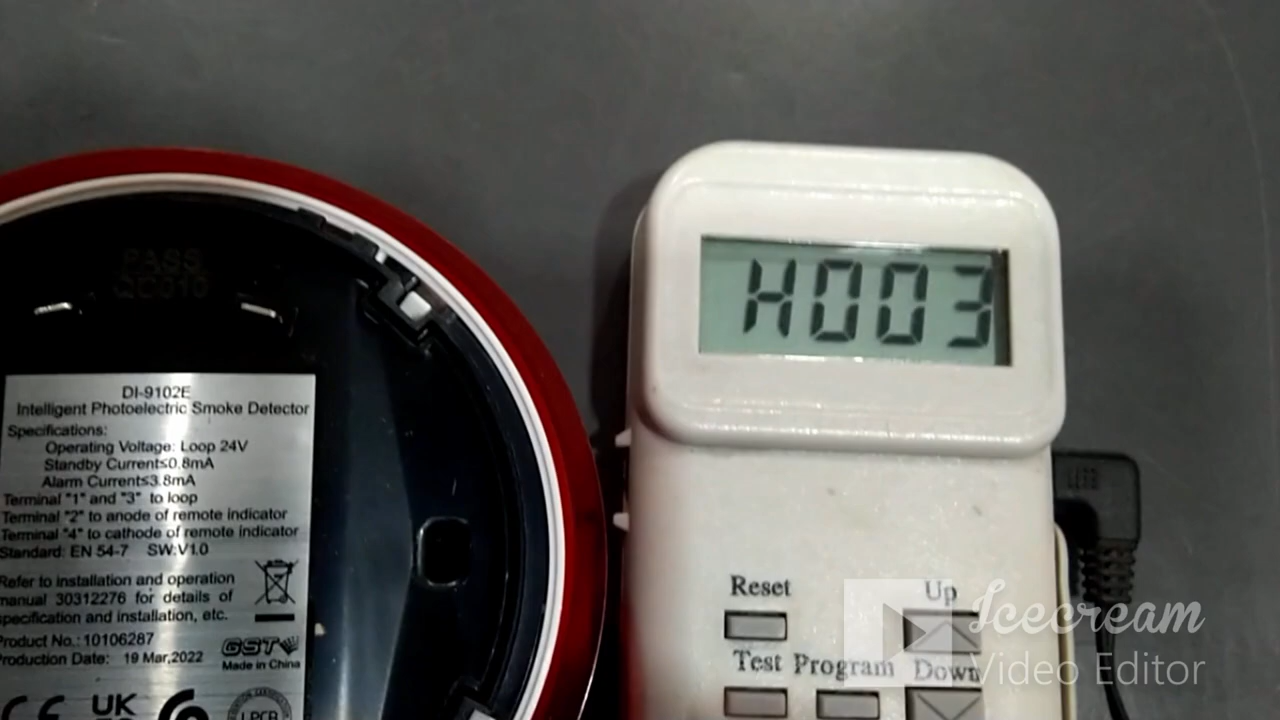 PASS
QC010
DI-9102E
Intelligent Photoelectric Smoke Detector
Specifications:
Operating Voltage: Loop 24V
Standby Current≤0.8mA
Alarm Current≤3.8mA
Terminal "1" and "3" to loop
Terminal "2" to anode of remote indicator
Terminal "4" to cathode of remote indicator
Standard: EN 54-7 SW:V1.0
Refer to installation and operation
manual 30312276 for details of
specification and installation, etc.
Product No.: 10106287
Production Date: 19 Mar,2022
GST
Made in China
CE
UK
LPCB
H003
Reset
Up
Test
Program
Down
Icecream
Video Editor